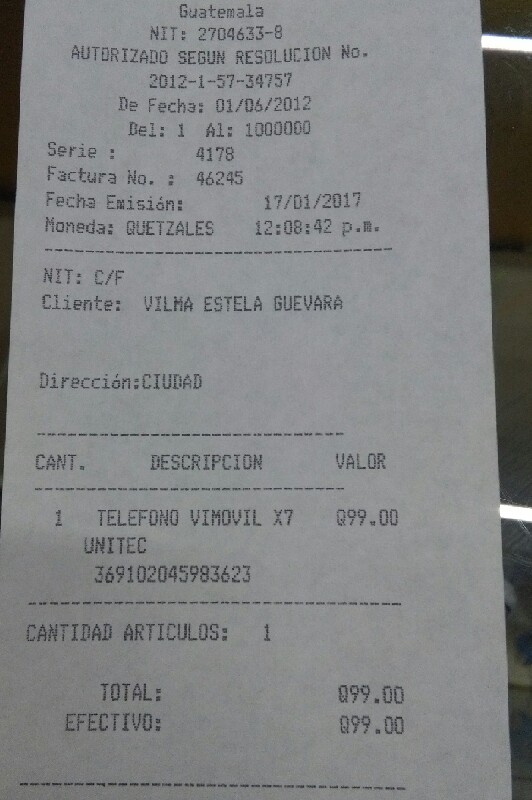 Guatemala
NIT: 2704633-8
AUTORIZADO SEGUN RESOLUCION No.
2012-1-57-34757
De Fecha: 01/06/2012
Del: 1 Al: 1000000
Serie : 4178
Factura No. : 46245
Fecha Emisión: 17/01/2017
Moneda: QUETZALES 12:08:42 p.m.
NIT: C/F
Cliente: VILMA ESTELA GUEVARA
Dirección:CIUDAD
CANT. DESCRIPCION VALOR
1 TELEFONO VIMOVIL X7 Q99.00
UNITEC
369102045983623
CANTIDAD ARTICULOS: 1
TOTAL: Q99.00
EFECTIVO: Q99.00